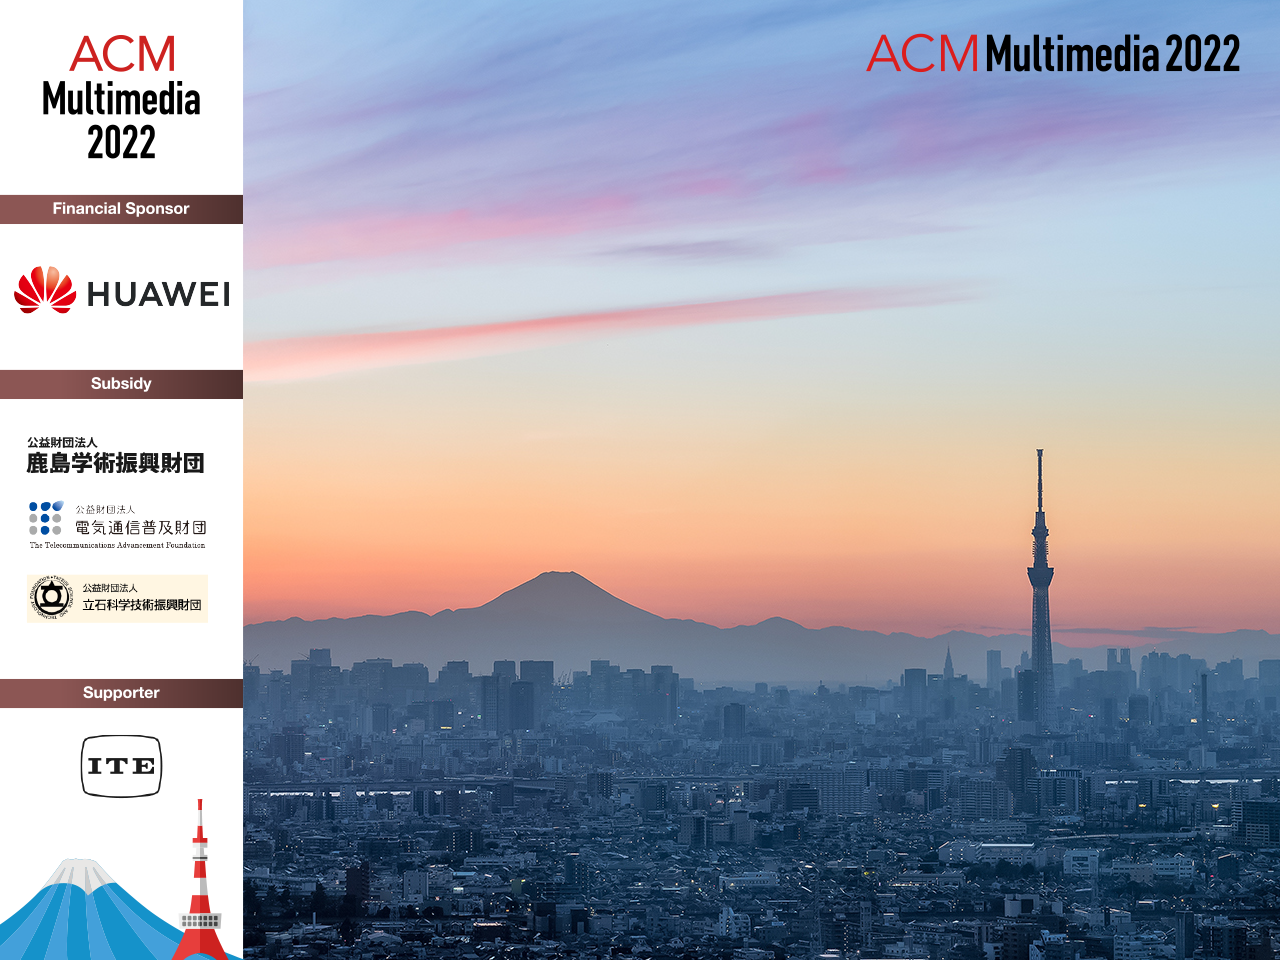 ACM
Multimedia
2022
Financial Sponsor
HUAWEI
Subsidy
公益財団法人
鹿島学術振興財団
公益財団法人
電気通信普及財団
The Telecommunications Advancement Foundation
公益財団法人
立石科学技術振興財団
Supporter
ITE
ACM Multimedia 2022